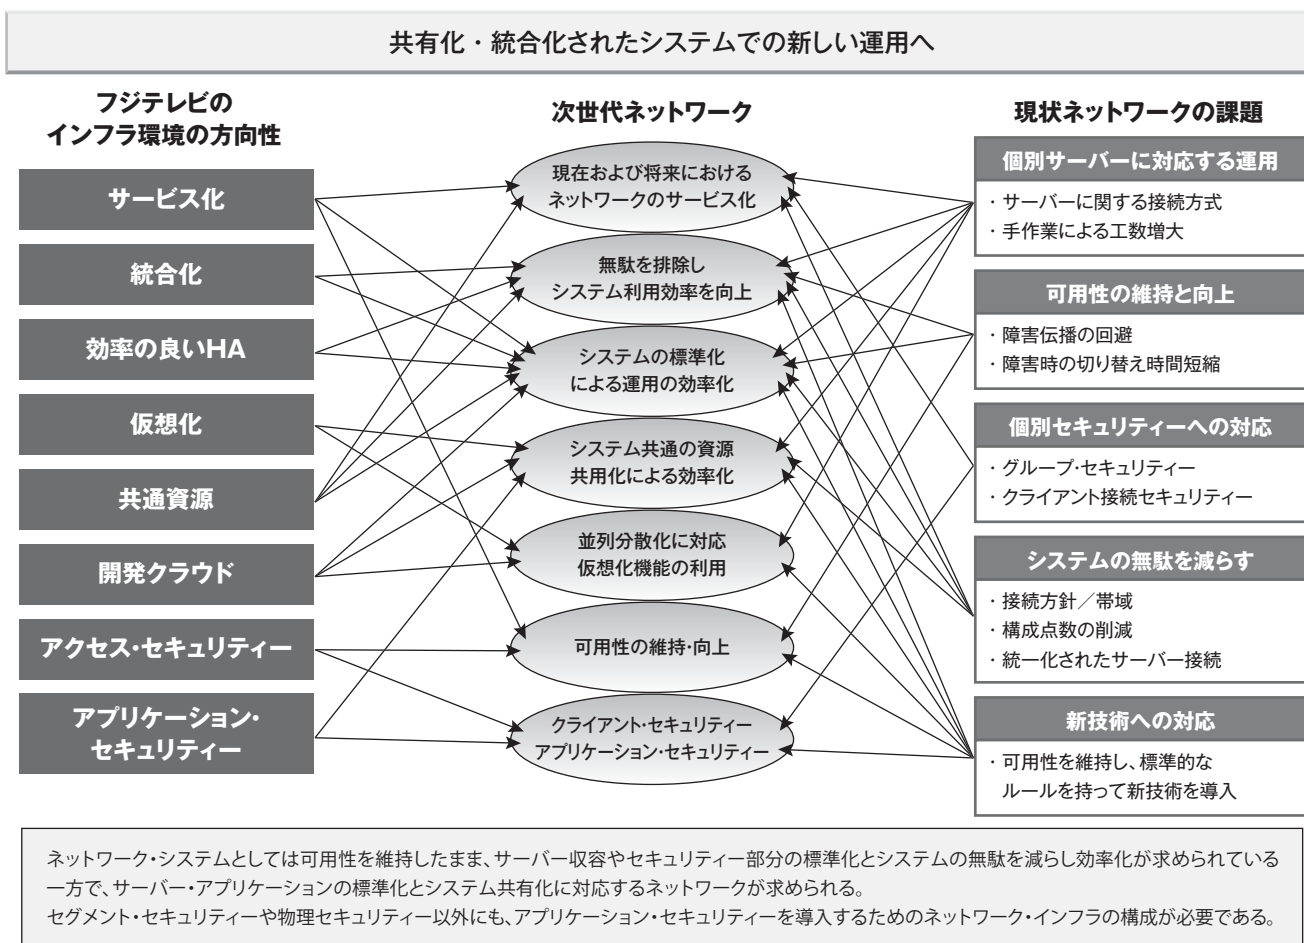 共有化・統合化されたシステムでの新しい運用へ
フジテレビの
インフラ環境の方向性
サービス化
統合化
効率の良いHA
仮想化
共通資源
開発クラウド
アクセス・セキュリティー
アプリケーション・
セキュリティー
次世代ネットワーク
現在および将来における
ネットワークのサービス化
無駄を排除し
システム利用効率を向上
システムの標準化
による運用の効率化
システム共通の資源
共用化による効率化
並列分散化に対応
仮想化機能の利用
可用性の維持・向上
クライアント・セキュリティー
アプリケーション・セキュリティー
現状ネットワークの課題
個別サーバーに対応する運用
・サーバーに関する接続方式
・手作業による工数増大
可用性の維持と向上
・障害伝播の回避
・障害時の切り替え時間短縮
個別セキュリティーへの対応
・グループ・セキュリティー
・クライアント接続セキュリティー
システムの無駄を減らす
・接続方針／帯域
・構成点数の削減
・統一化されたサーバー接続
新技術への対応
・可用性を維持し、標準的な
ルールを持って新技術を導入
ネットワーク・システムとしては可用性を維持したまま、サーバー収容やセキュリティー部分の標準化とシステムの無駄を減らし効率化が求められている
一方で、サーバー・アプリケーションの標準化とシステム共有化に対応するネットワークが求められる。
セグメント・セキュリティーや物理セキュリティー以外にも、アプリケーション・セキュリティーを導入するためのネットワーク・インフラの構成が必要である。